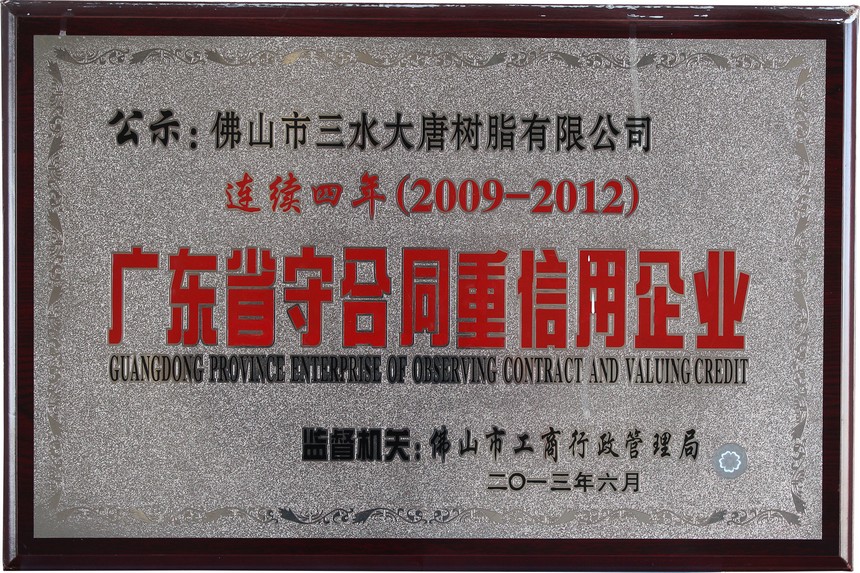 公示：佛山市三水大唐树脂有限公司
连续四年(2009-2012)
广东省守合同重信用企业
GUANGDONG PROVINCE ENTERPRISE OF OBSERVING CONTRACT AND VALUING CREDIT
监督机关：佛山市工商行政管理局
二〇一三年六月